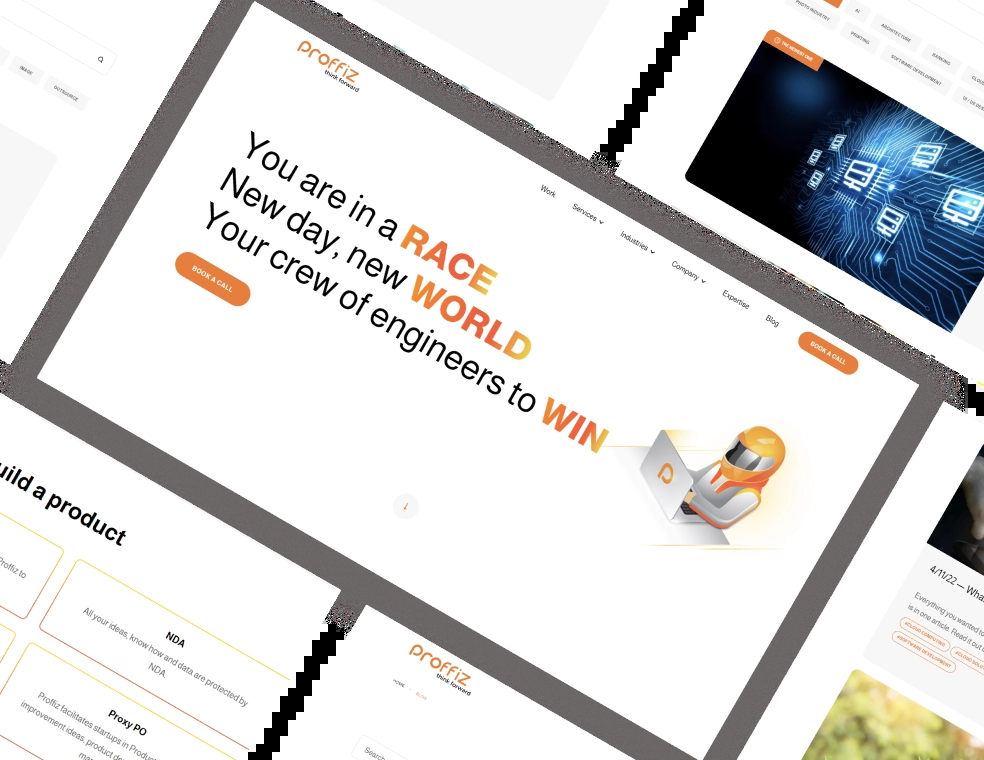 IMAGE
OUTSOURCE
proffiz
think forward
Work
Services
Industries
Company
Expertise
Blog
BOOK A CALL
You are in a RACE
New day, new WORLD
Your crew of engineers to WIN
BOOK A CALL
PHOTO INDUSTRY
AI
ARCHITECTURE
BANKING
PRINTING
SOFTWARE DEVELOPMENT
uild a product
Proffiz to
NDA
All your ideas, know how and data are protected by
NDA.
Proxy PO
Proffiz facilitates startups in Produc
improvement ideas, product de
proffiz
think forward
HOME
BLOG
Search
4/11/22 — Wha
Everything you wanted to
is in one article. Read it out
#CLOUD COMPUTING
#CLOUD SOLU
#SOFTWARE DEVELOPMENT